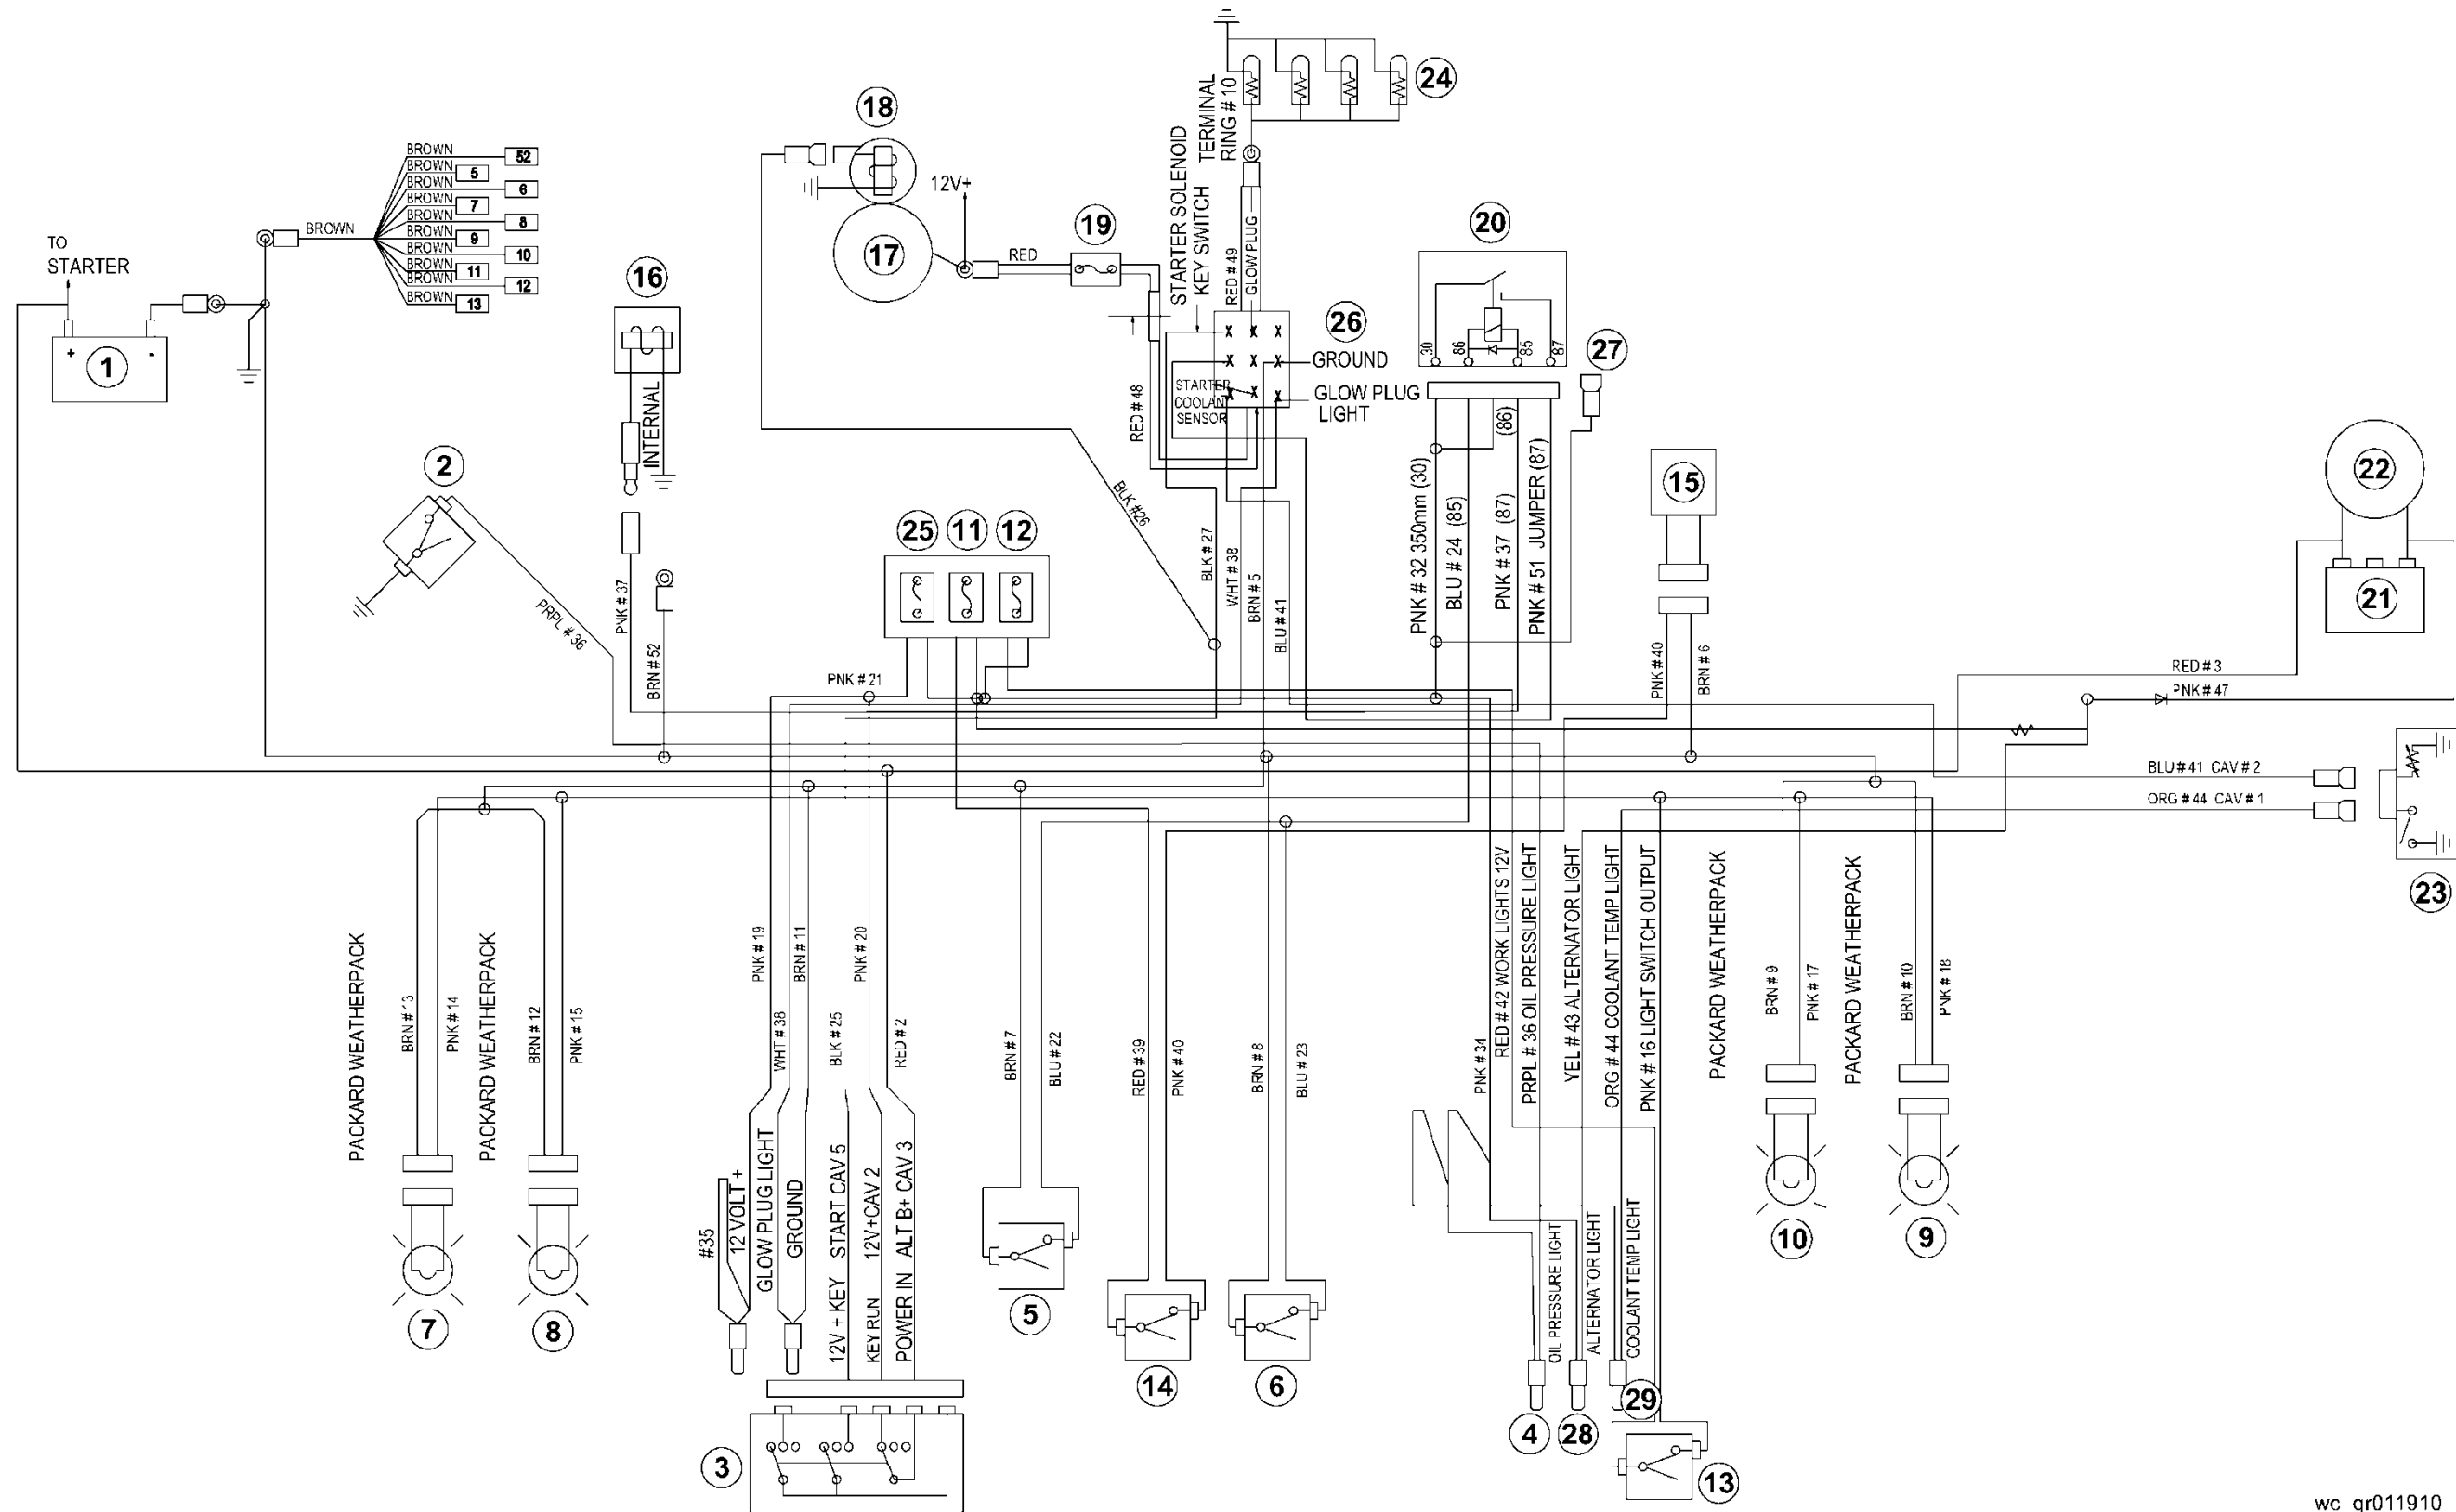 24
18
12V+
STARTER SOLENOID
KEY SWITCH
TERMINAL
RING # 10
BROWN 52
BROWN 5
BROWN 6
BROWN 7
BROWN 8
BROWN 9
BROWN 10
BROWN 11
BROWN 12
BROWN 13
BROWN
TO
STARTER
1
+
-
16
INTERNAL
17
RED
19
RED # 49
GLOW PLUG
RED # 48
26
GROUND
GLOW PLUG
LIGHT
STARTER
COOLANT
SENSOR
20
30
86
85
87
27
2
PRPL # 36
PNK # 37
BRN # 52
25
11
12
PNK # 21
BLK #26
BLK # 27
WHT # 38
BRN # 5
BLU # 41
PNK # 32 350mm (30)
BLU # 24 (85)
(86)
PNK # 37 (87)
PNK # 51 JUMPER (87)
15
PNK # 40
BRN # 6
22
21
RED # 3
PNK # 47
BLU # 41 CAV # 2
ORG # 44 CAV # 1
23
PACKARD WEATHERPACK
BRN # 13
PNK # 14
PACKARD WEATHERPACK
BRN # 12
PNK # 15
7
8
PNK # 19
WHT # 38
BRN # 11
BLK # 25
PNK # 20
RED # 2
#35
12 VOLT +
GLOW PLUG LIGHT
GROUND
12V + KEY START CAV 5
KEY RUN 12V+CAV 2
POWER IN ALT B+ CAV 3
3
BRN # 7
BLU # 22
5
RED # 39
PNK # 40
14
BRN # 8
BLU # 23
6
PNK # 34
RED # 42 WORK LIGHTS 12V
PRPL # 36 OIL PRESSURE LIGHT
YEL # 43 ALTERNATOR LIGHT
ORG # 44 COOLANT TEMP LIGHT
PNK # 16 LIGHT SWITCH OUTPUT
OIL PRESSURE LIGHT
ALTERNATOR LIGHT
COOLANT TEMP LIGHT
4
28
29
13
PACKARD WEATHERPACK
BRN # 9
PNK # 17
PACKARD WEATHERPACK
BRN # 10
PNK # 18
10
9
wc_gr011910